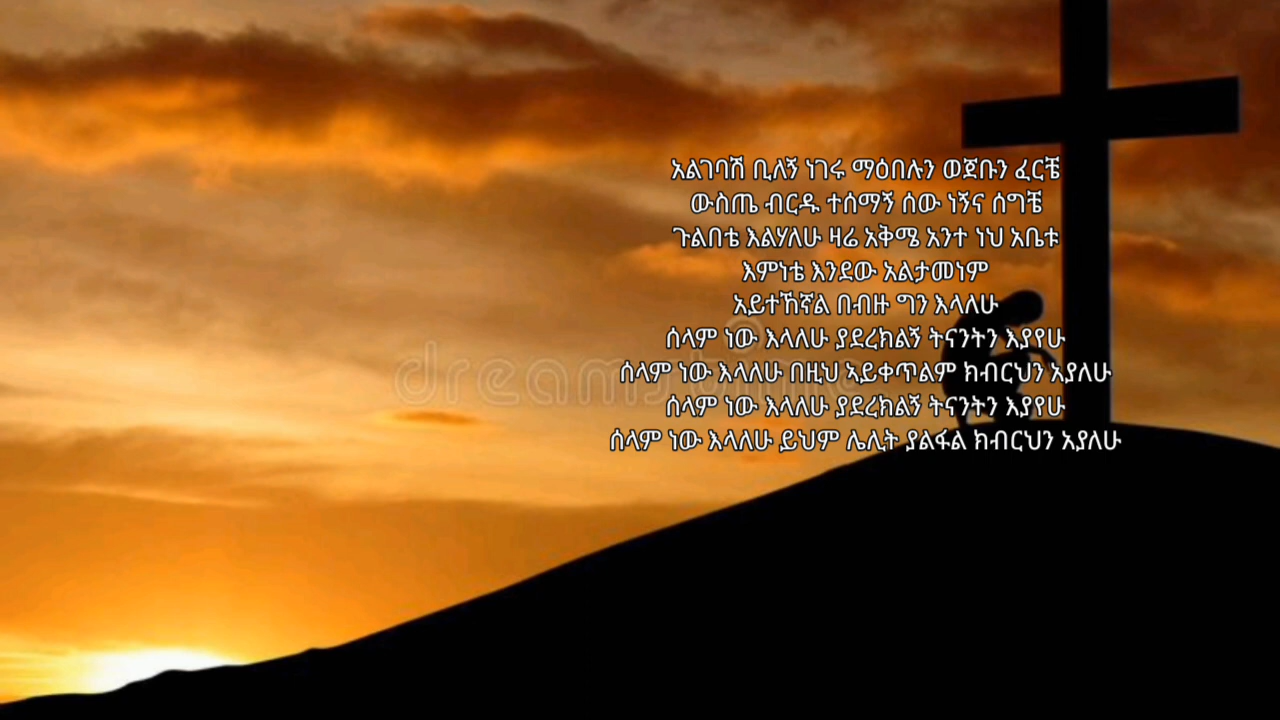 አልገባሽ ቢለኝ ነገሩ ማዕበሉን ወጀቡን ፈርቼ
ውስጤ ብርዱ ተሰማኝ ሰው ነኝና ሰግቼ
ጉልበቴ እልሃለሁ ዛሬ አቅሜ አንተ ነህ አቤቱ
እምነቴ እንደው አልታመነም
አይተኸኛል በብዙ ግን እላለሁ
ሰላም ነው እላለሁ ያደረክልኝ ትናንትን እያየሁ
ሰላም ነው እላለሁ በዚህ ኣይቀጥልም ክብርህን አያለሁ
ሰላም ነው እላለሁ ያደረክልኝ ትናንትን እያየሁ
ሰላም ነው እላለሁ ይህም ሌሊት ያልፋል ክብርህን አያለሁ